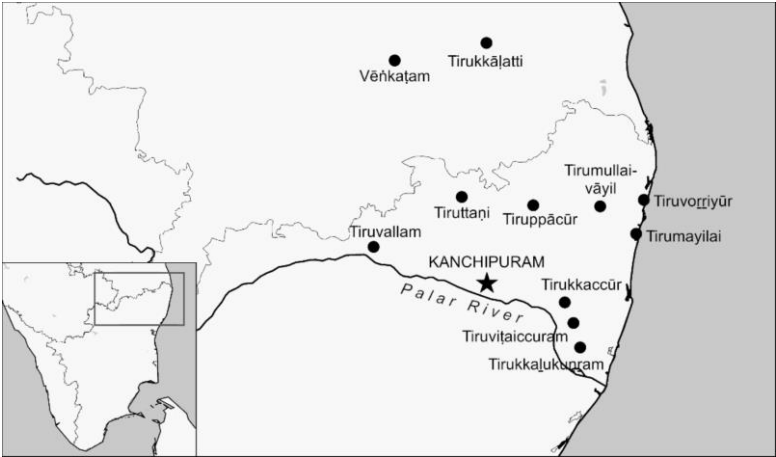 Tirukkāḷatti
Vēṅkaṭam
Tirumullai-
vāyil
Tiruvoṟṟiyūr
Tiruttaṇi
Tiruppācūr
Tiruvallam
Tirumayilai
KANCHIPURAM
Tirukkaccūr
Palar River
Tiruviṭaiccuram
Tirukkaḻukuṉṟam